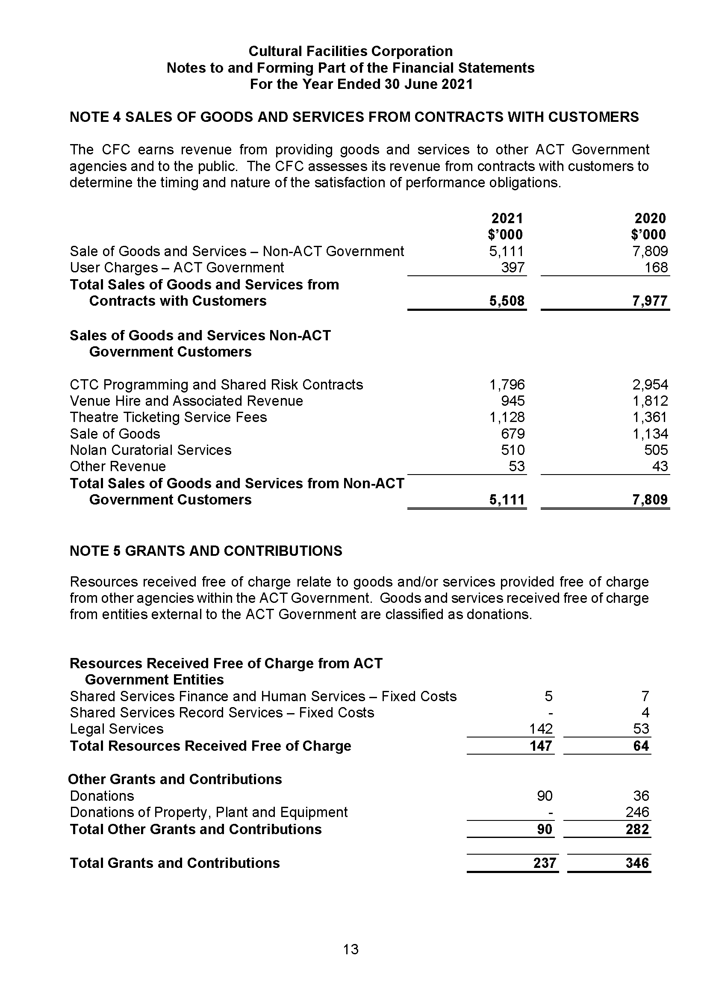 Cultural Facilities Corporation
Notes to and Forming Part of the Financial Statements
For the Year Ended 30 June 2021
NOTE 4 SALES OF GOODS AND SERVICES FROM CONTRACTS WITH CUSTOMERS
The CFC earns revenue from providing goods and services to other ACT Government
agencies and to the public. The CFC assesses its revenue from contracts with customers to
determine the timing and nature of the satisfaction of performance obligations.
2021 2020
$’000 $’000
Sale of Goods and Services – Non-ACT Government 5,111 7,809
User Charges – ACT Government 397 168
Total Sales of Goods and Services from
Contracts with Customers 5,508 7,977
Sales of Goods and Services Non-ACT
Government Customers
CTC Programming and Shared Risk Contracts 1,796 2,954
Venue Hire and Associated Revenue 945 1,812
Theatre Ticketing Service Fees 1,128 1,361
Sale of Goods 679 1,134
Nolan Curatorial Services 510 505
Other Revenue 53 43
Total Sales of Goods and Services from Non-ACT
Government Customers 5,111 7,809
NOTE 5 GRANTS AND CONTRIBUTIONS
Resources received free of charge relate to goods and/or services provided free of charge
from other agencies within the ACT Government. Goods and services received free of charge
from entities external to the ACT Government are classified as donations.
Resources Received Free of Charge from ACT
Government Entities
Shared Services Finance and Human Services – Fixed Costs 5 7
Shared Services Record Services – Fixed Costs - 4
Legal Services 142 53
Total Resources Received Free of Charge 147 64
Other Grants and Contributions
Donations 90 36
Donations of Property, Plant and Equipment - 246
Total Other Grants and Contributions 90 282
Total Grants and Contributions 237 346
13